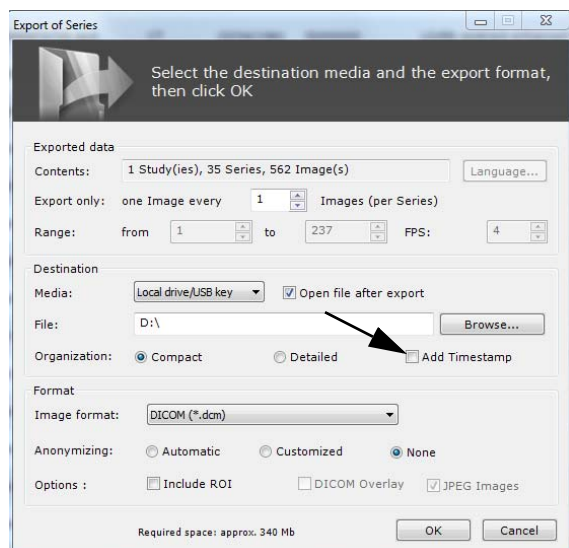 Export of Series
Select the destination media and the export format,
then click OK
Exported data
Contents: 1 Study(ies), 35 Series, 562 Image(s) Language...
Export only: one Image every 1 Images (per Series)
Range: from 1 to 237 FPS: 4
Destination
Media: Local drive/USB key Open file after export
File: D:\ Browse...
Organization: Compact Detailed Add Timestamp
Format
Image format: DICOM (*.dcm)
Anonymizing: Automatic Customized None
Options : Include ROI DICOM Overlay JPEG Images
Required space: approx. 340 Mb OK Cancel